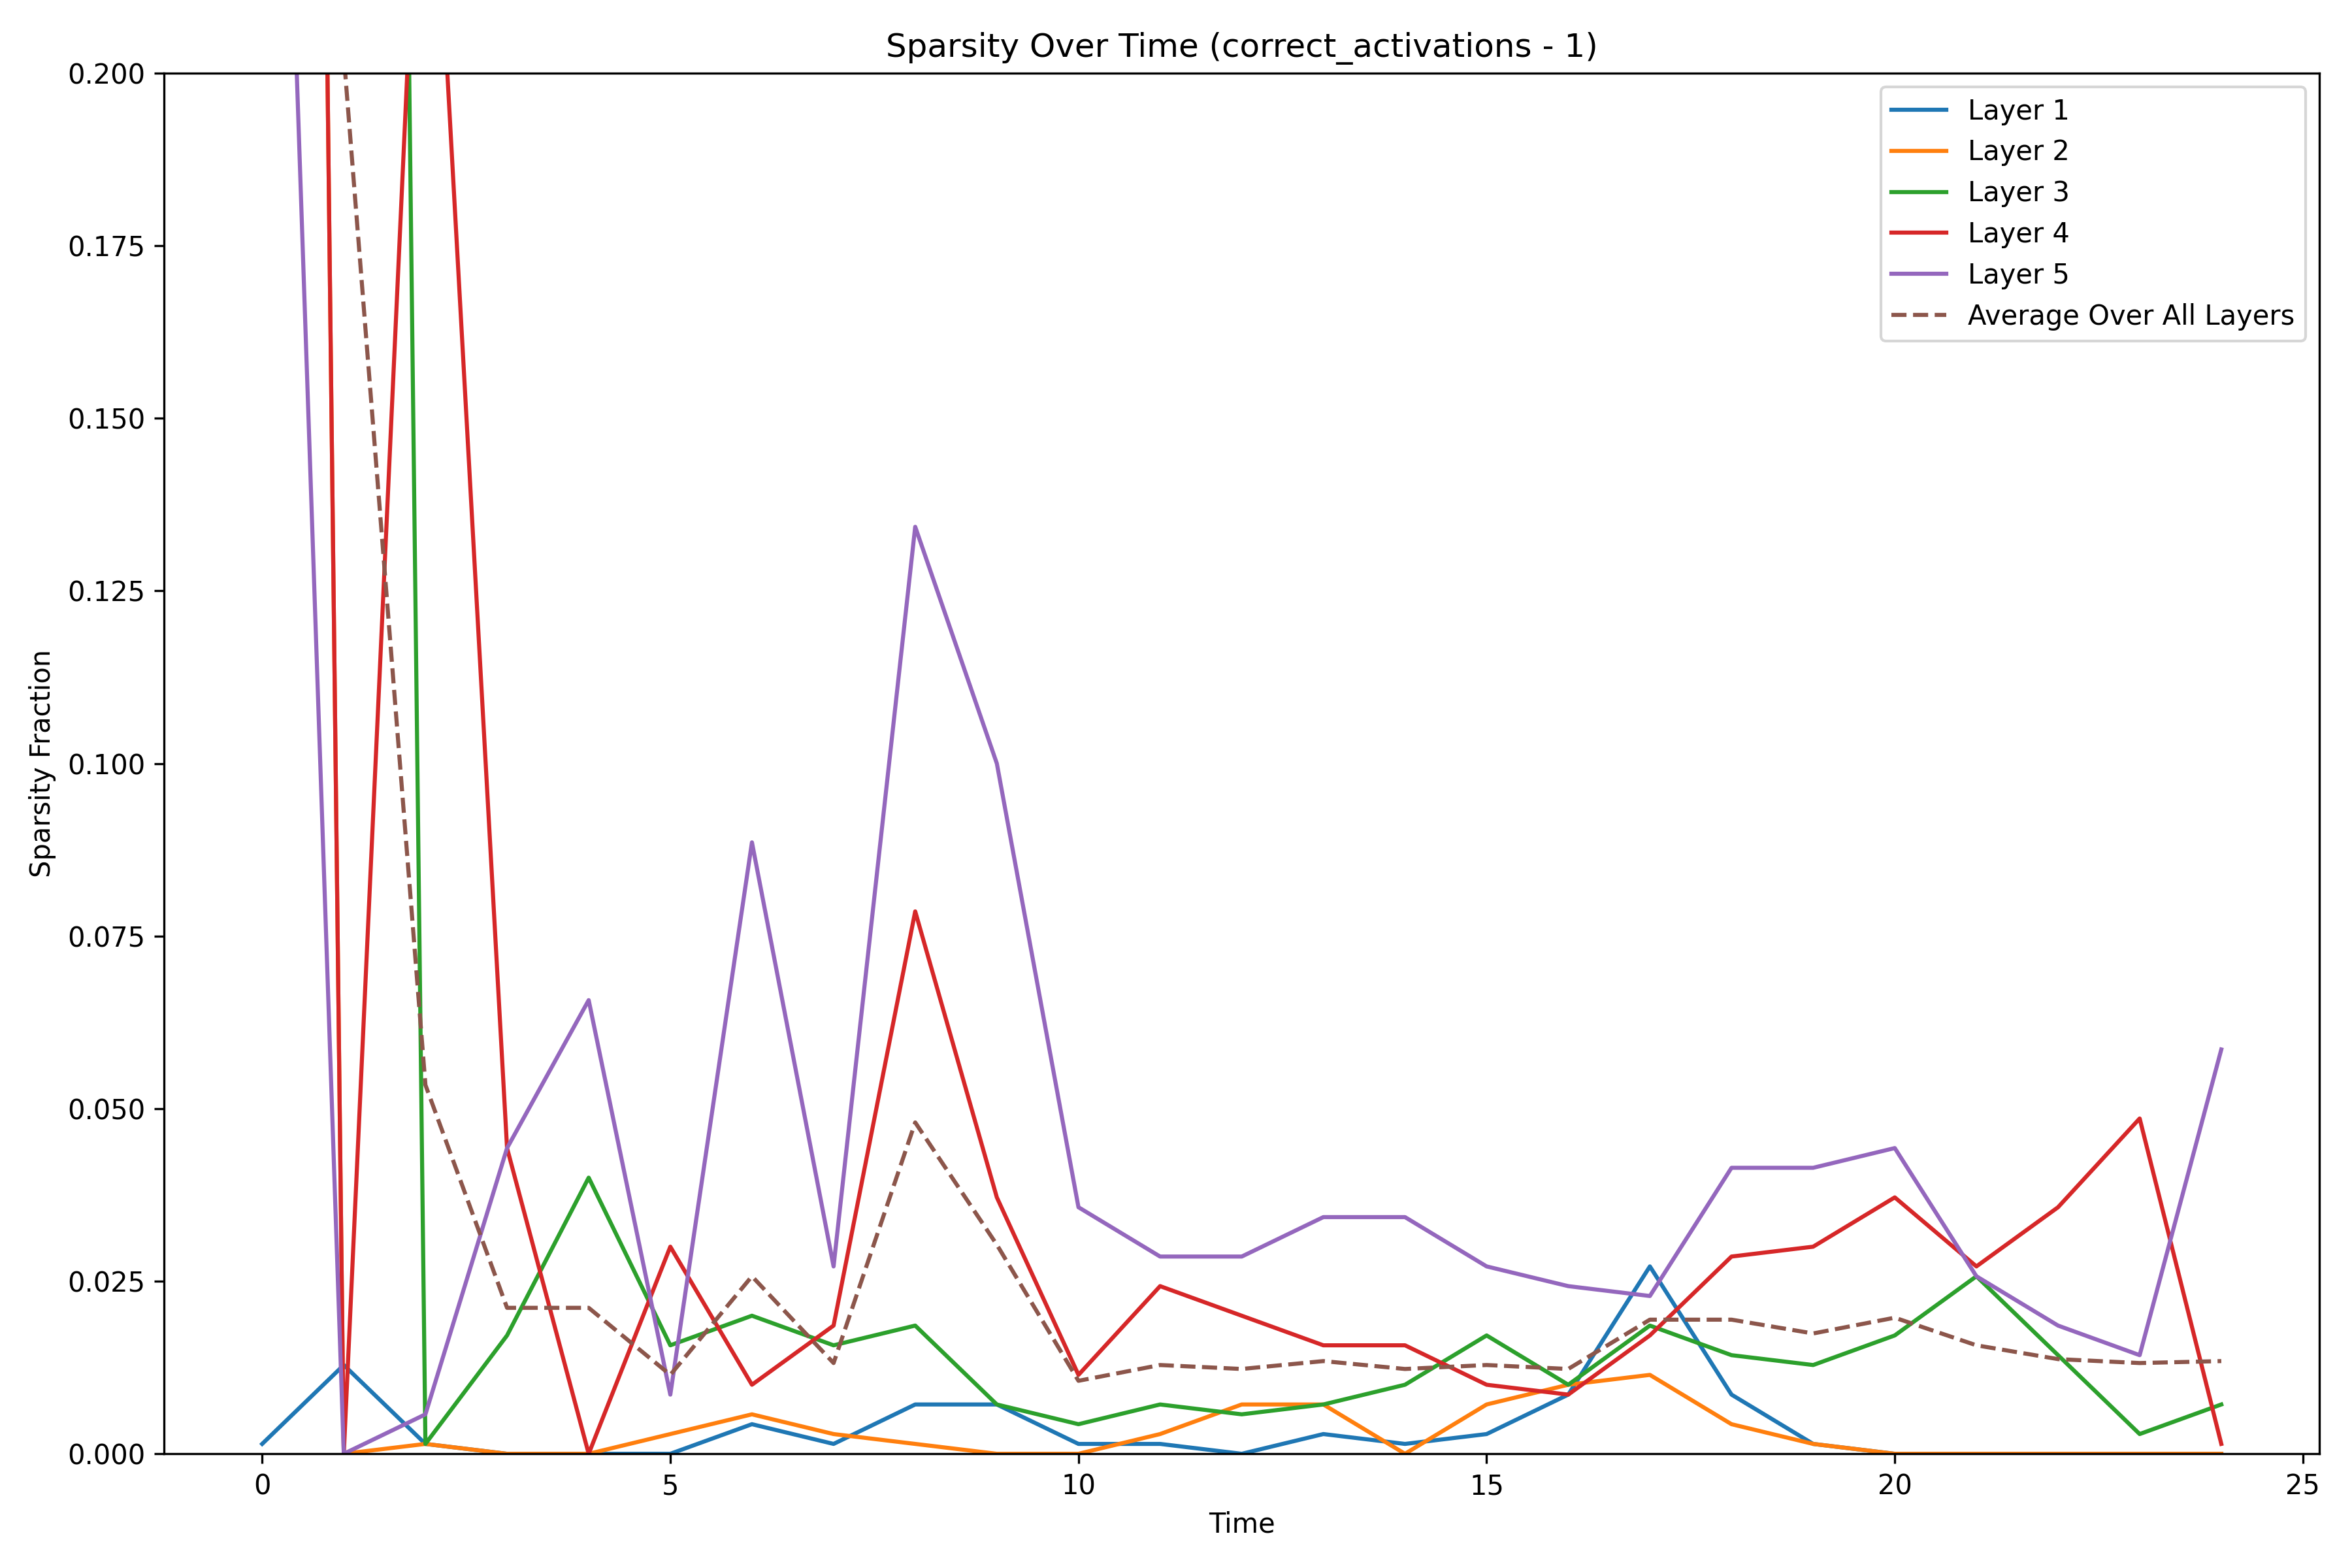 Sparsity Over Time (correct_activations - 1)
0.200
0.175
0.150
0.125
0.100
0.075
0.050
0.025
0.000
Sparsity Fraction
Layer 1
Layer 2
Layer 3
Layer 4
Layer 5
Average Over All Layers
0 5 10 15 20 25
Time